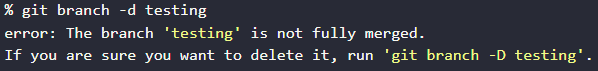 % git branch -d testing
error: The branch 'testing' is not fully merged.
If you are sure you want to delete it, run 'git branch -D testing'.